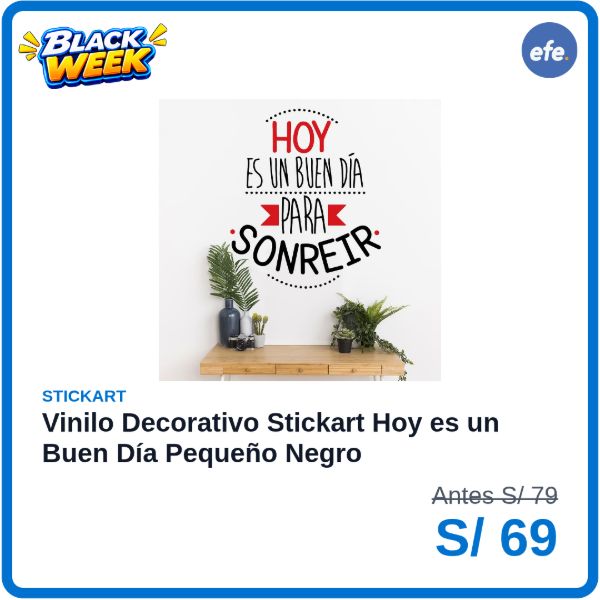 BLACK
WEEK
efe.
HOY
ES UN BUEN DÍA
PARA
SONREIR
STICKART
Vinilo Decorativo Stickart Hoy es un
Buen Día Pequeño Negro
Antes S/ 79
S/ 69